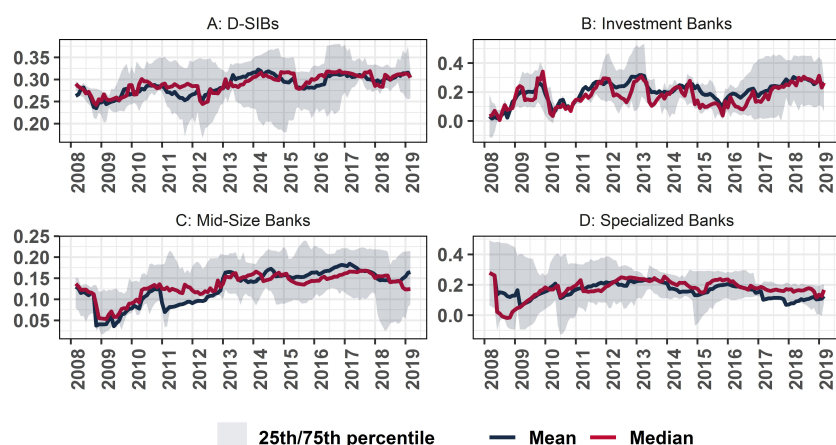 A: D-SIBs
0.35
0.30
0.25
0.20
2008 2009 2010 2011 2012 2013 2014 2015 2016 2017 2018 2019
B: Investment Banks
0.4
0.2
0.0
2008 2009 2010 2011 2012 2013 2014 2015 2016 2017 2018 2019
C: Mid-Size Banks
0.25
0.20
0.15
0.10
0.05
2008 2009 2010 2011 2012 2013 2014 2015 2016 2017 2018 2019
D: Specialized Banks
0.4
0.2
0.0
2008 2009 2010 2011 2012 2013 2014 2015 2016 2017 2018 2019
25th/75th percentile Mean Median